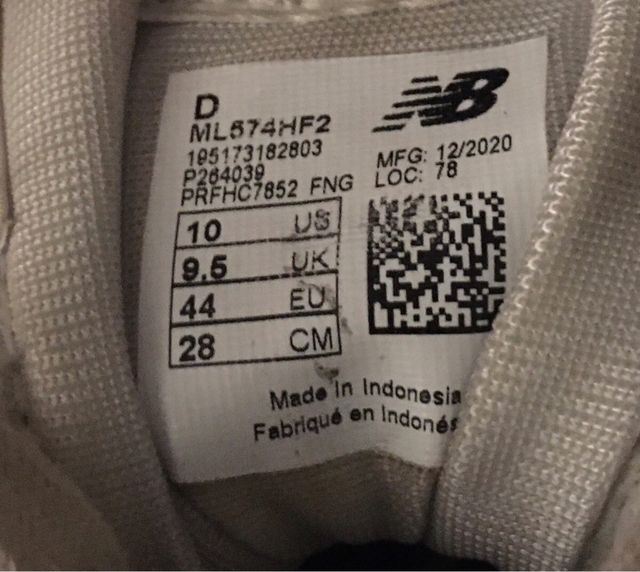 D
ML574HF2
195173182803
P264039
PRFHC7852 FNG
NB
MFG: 12/2020
LOC: 78
10 US
9.5 UK
44 EU
28 CM
Made in Indonesia
Fabriqué en Indonés